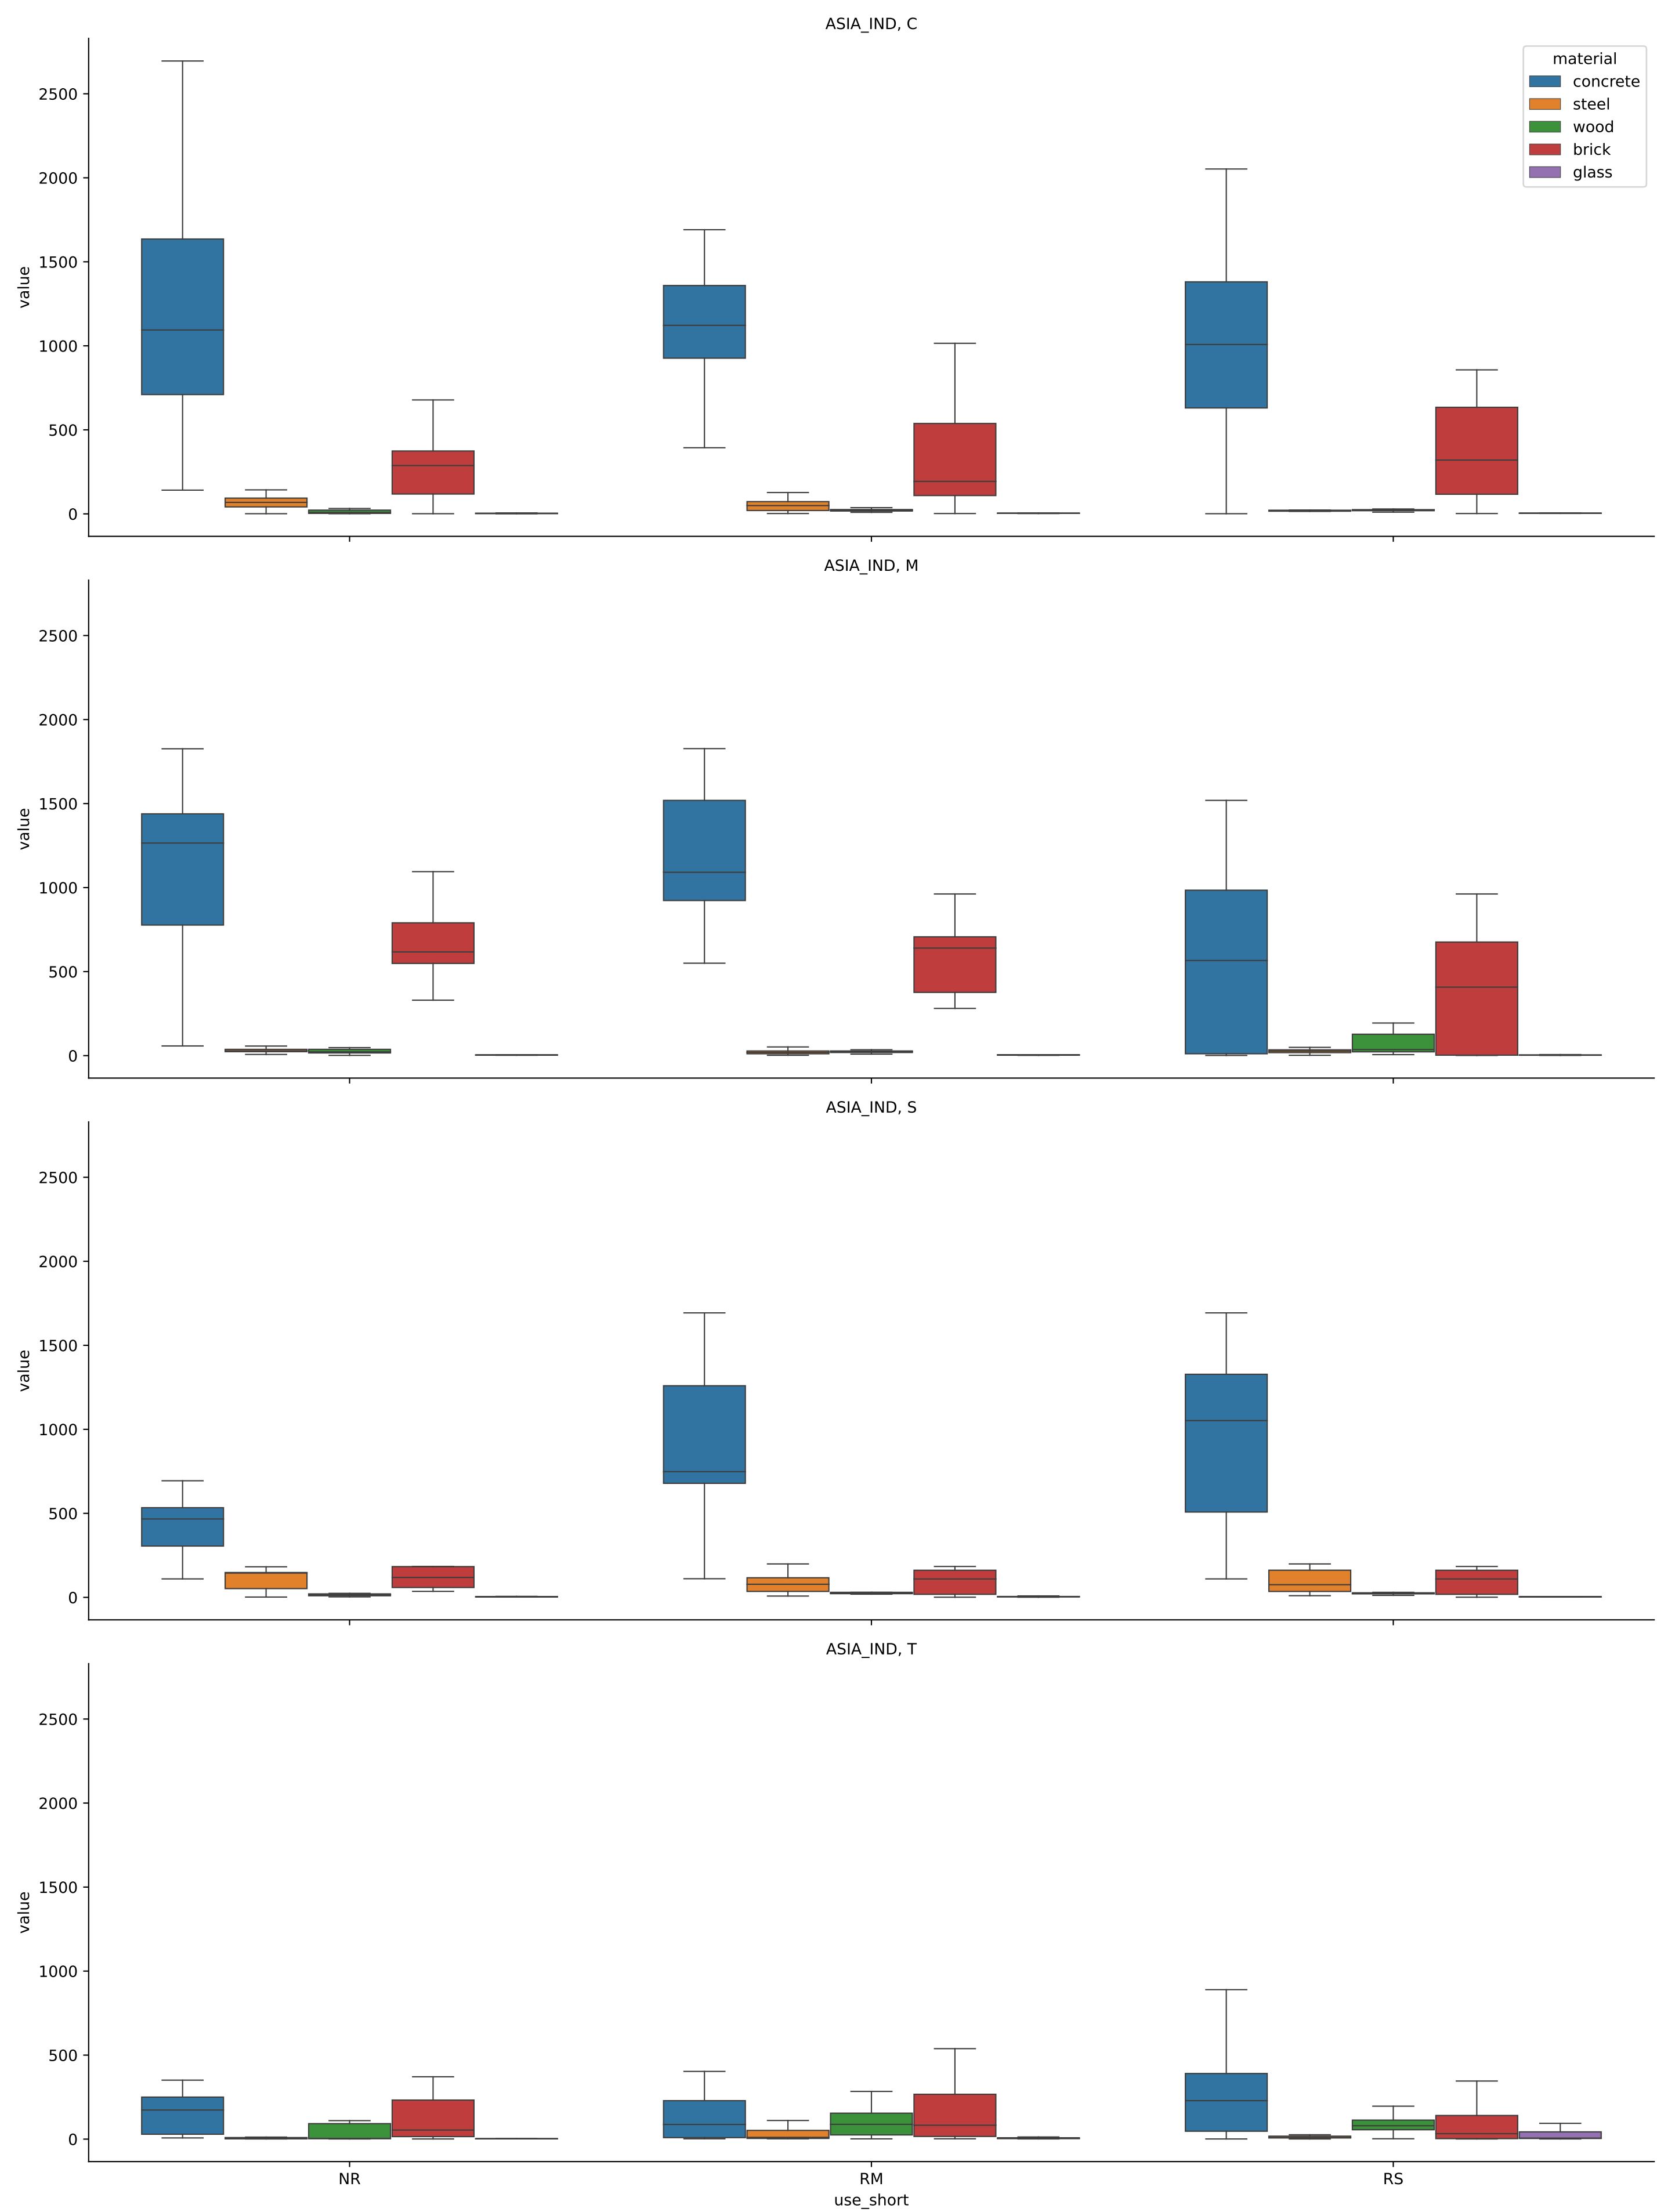 ASIA_IND, C
material
concrete
steel
wood
brick
glass
value
2500
2000
1500
1000
500
0
ASIA_IND, M
value
2500
2000
1500
1000
500
0
ASIA_IND, S
value
2500
2000
1500
1000
500
0
ASIA_IND, T
value
2500
2000
1500
1000
500
0
NR RM RS
use_short